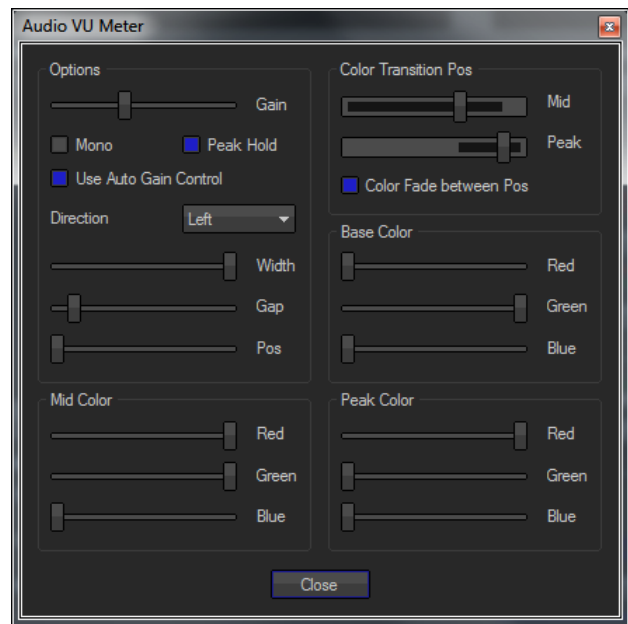 Audio VU Meter
Options
Gain
Mono
Peak Hold
Use Auto Gain Control
Direction
Left
Width
Gap
Pos
Color Transition Pos
Mid
Peak
Color Fade between Pos
Base Color
Red
Green
Blue
Mid Color
Red
Green
Blue
Peak Color
Red
Green
Blue
Close